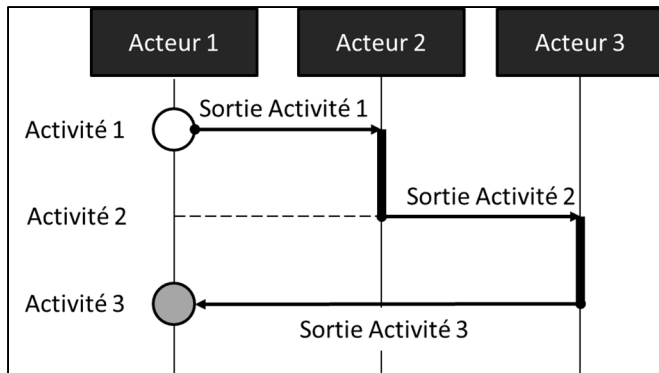 Acteur 1
Acteur 2
Acteur 3
Sortie Activité 1
Activité 1
Sortie Activité 2
Activité 2
Activité 3
Sortie Activité 3